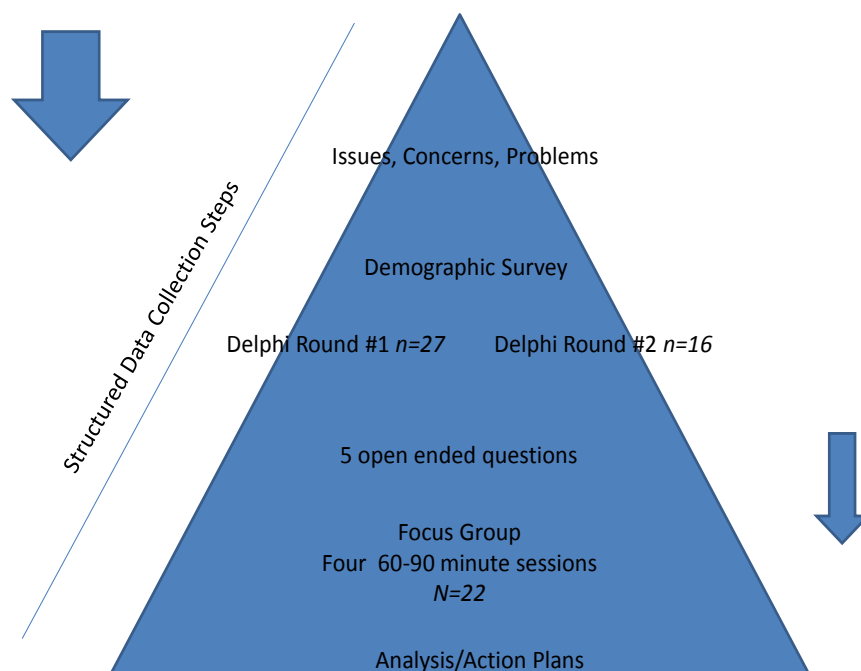 Issues, Concerns, Problems
Structured Data Collection Steps
Demographic Survey
Delphi Round #1 n=27
Delphi Round #2 n=16
5 open ended questions
Focus Group
Four 60-90 minute sessions
N=22
Analysis/Action Plans